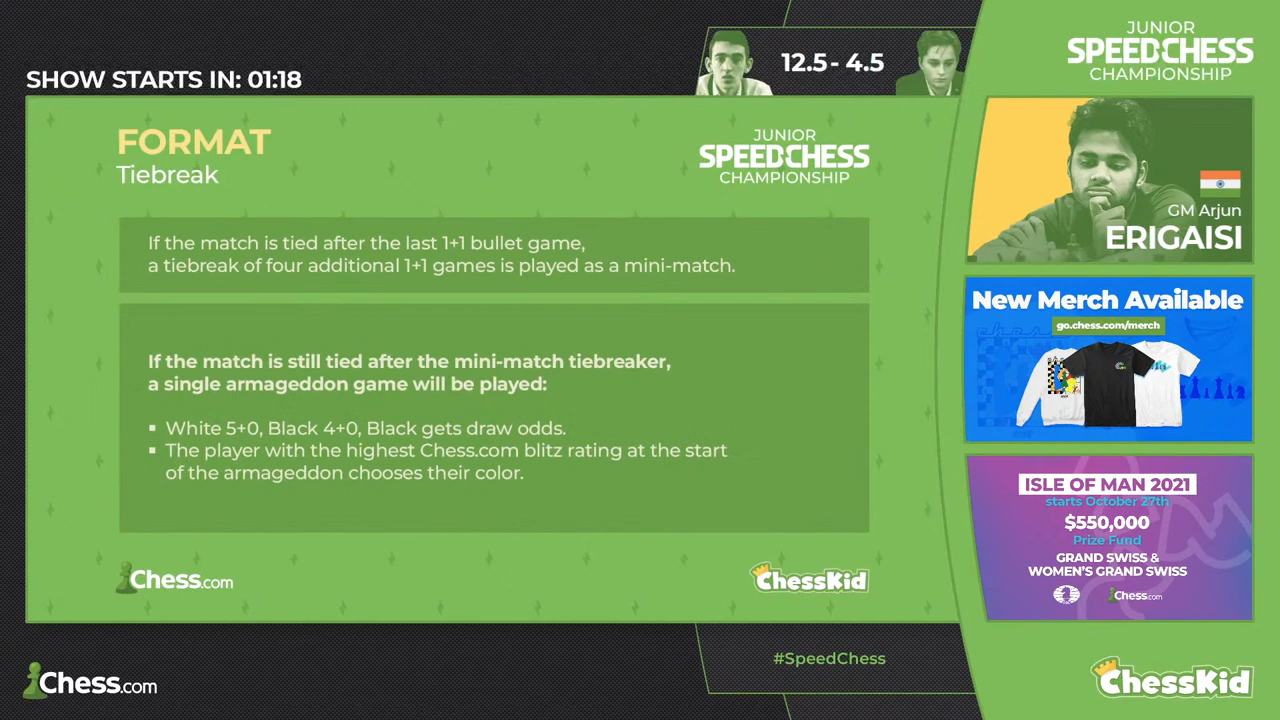 SHOW STARTS IN: 01:18
12.5 - 4.5
JUNIOR
SPEEDCHESS
CHAMPIONSHIP
FORMAT
Tiebreak
JUNIOR
SPEEDCHESS
CHAMPIONSHIP
If the match is tied after the last 1+1 bullet game,
a tiebreak of four additional 1+1 games is played as a mini-match.
If the match is still tied after the mini-match tiebreaker,
a single armageddon game will be played:
▪ White 5+0, Black 4+0, Black gets draw odds.
▪ The player with the highest Chess.com blitz rating at the start
of the armageddon chooses their color.
Chess.com
ChessKid
GM Arjun
ERIGAISI
New Merch Available
go.chess.com/merch
ISLE OF MAN 2021
starts October 27th
$550,000
Prize Fund
GRAND SWISS &
WOMEN'S GRAND SWISS
Chess.com
#SpeedChess
Chess.com
ChessKid